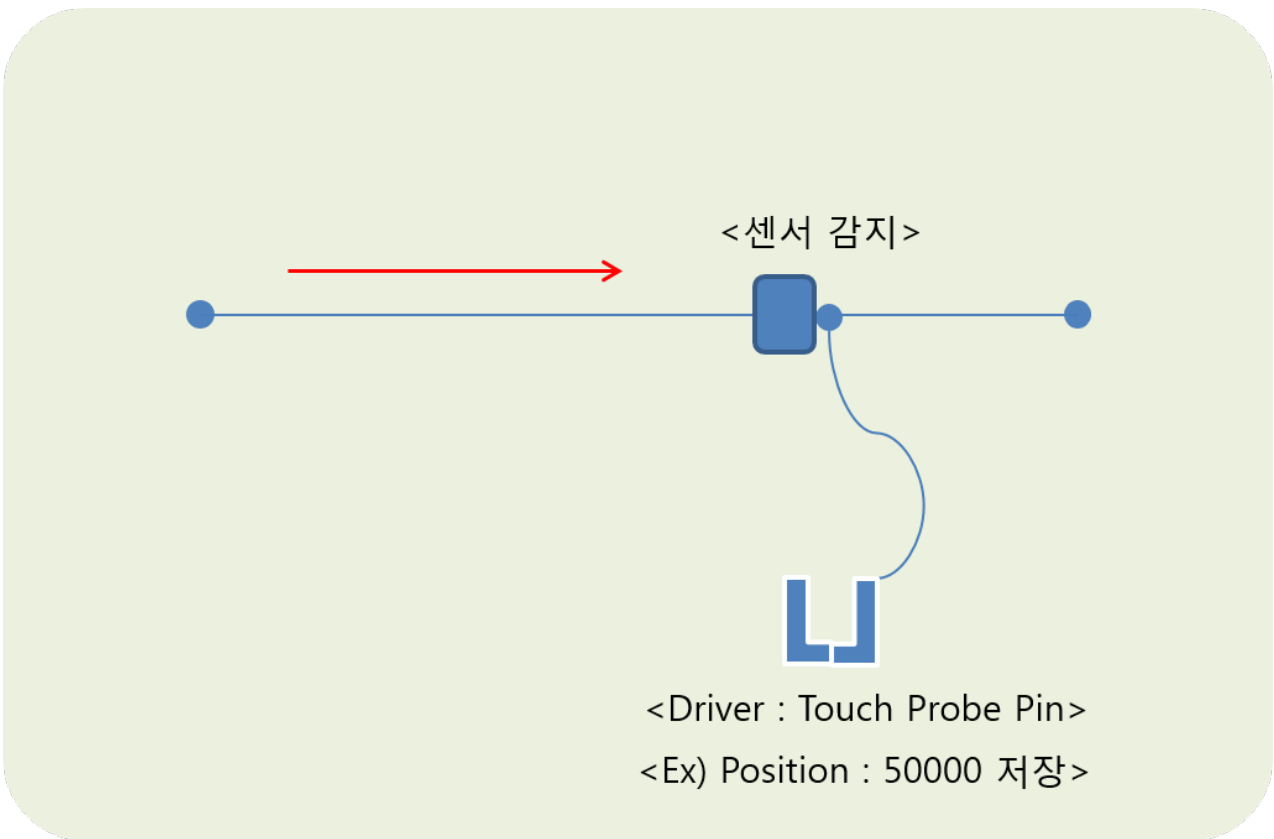 <센서 감지>
<Driver : Touch Probe Pin>
<Ex) Position : 50000 저장>